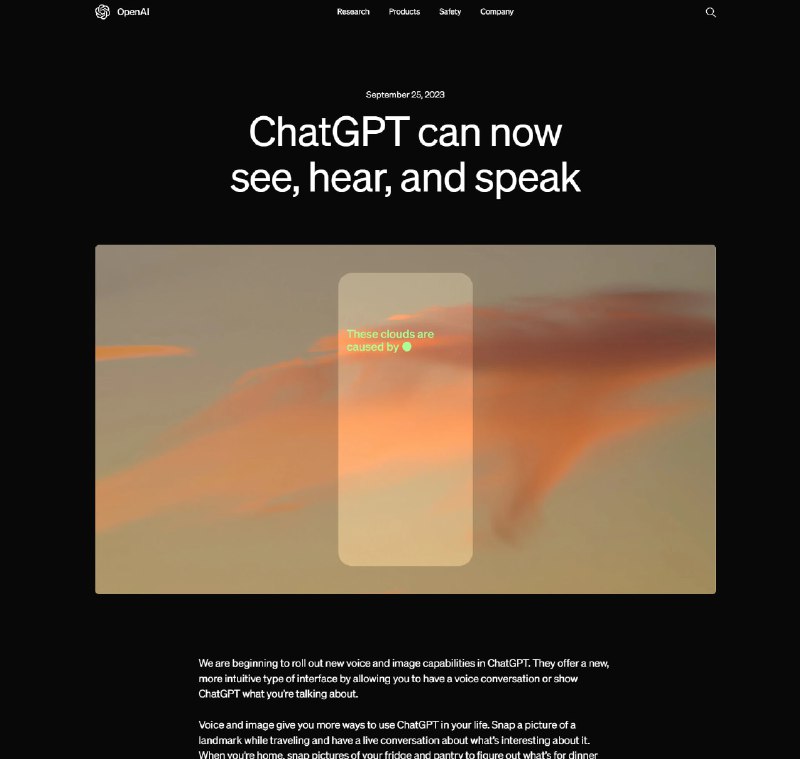 OpenAI
Research Products Safety Company
September 25, 2023
ChatGPT can now
see, hear, and speak
These clouds are
caused by
We are beginning to roll out new voice and image capabilities in ChatGPT. They offer a new,
more intuitive type of interface by allowing you to have a voice conversation or show
ChatGPT what you're talking about.
Voice and image give you more ways to use ChatGPT in your life. Snap a picture of a
landmark while traveling and have a live conversation about what's interesting about it.
When you're home, snap pictures of your fridge and pantry to figure out what's for dinner